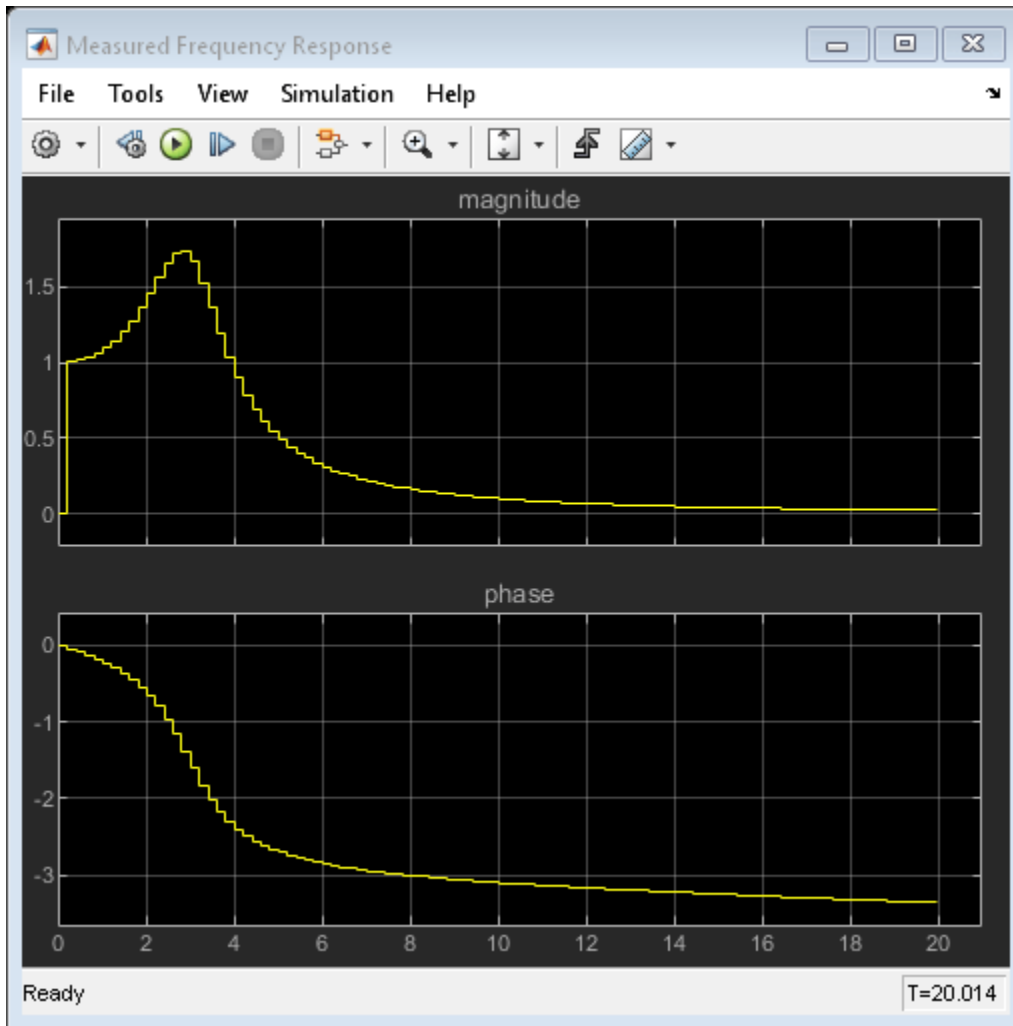 Measured Frequency Response
File Tools View Simulation Help
magnitude
1.5
1
0.5
0
phase
0
-1
-2
-3
0 2 4 6 8 10 12 14 16 18 20
Ready T=20.014